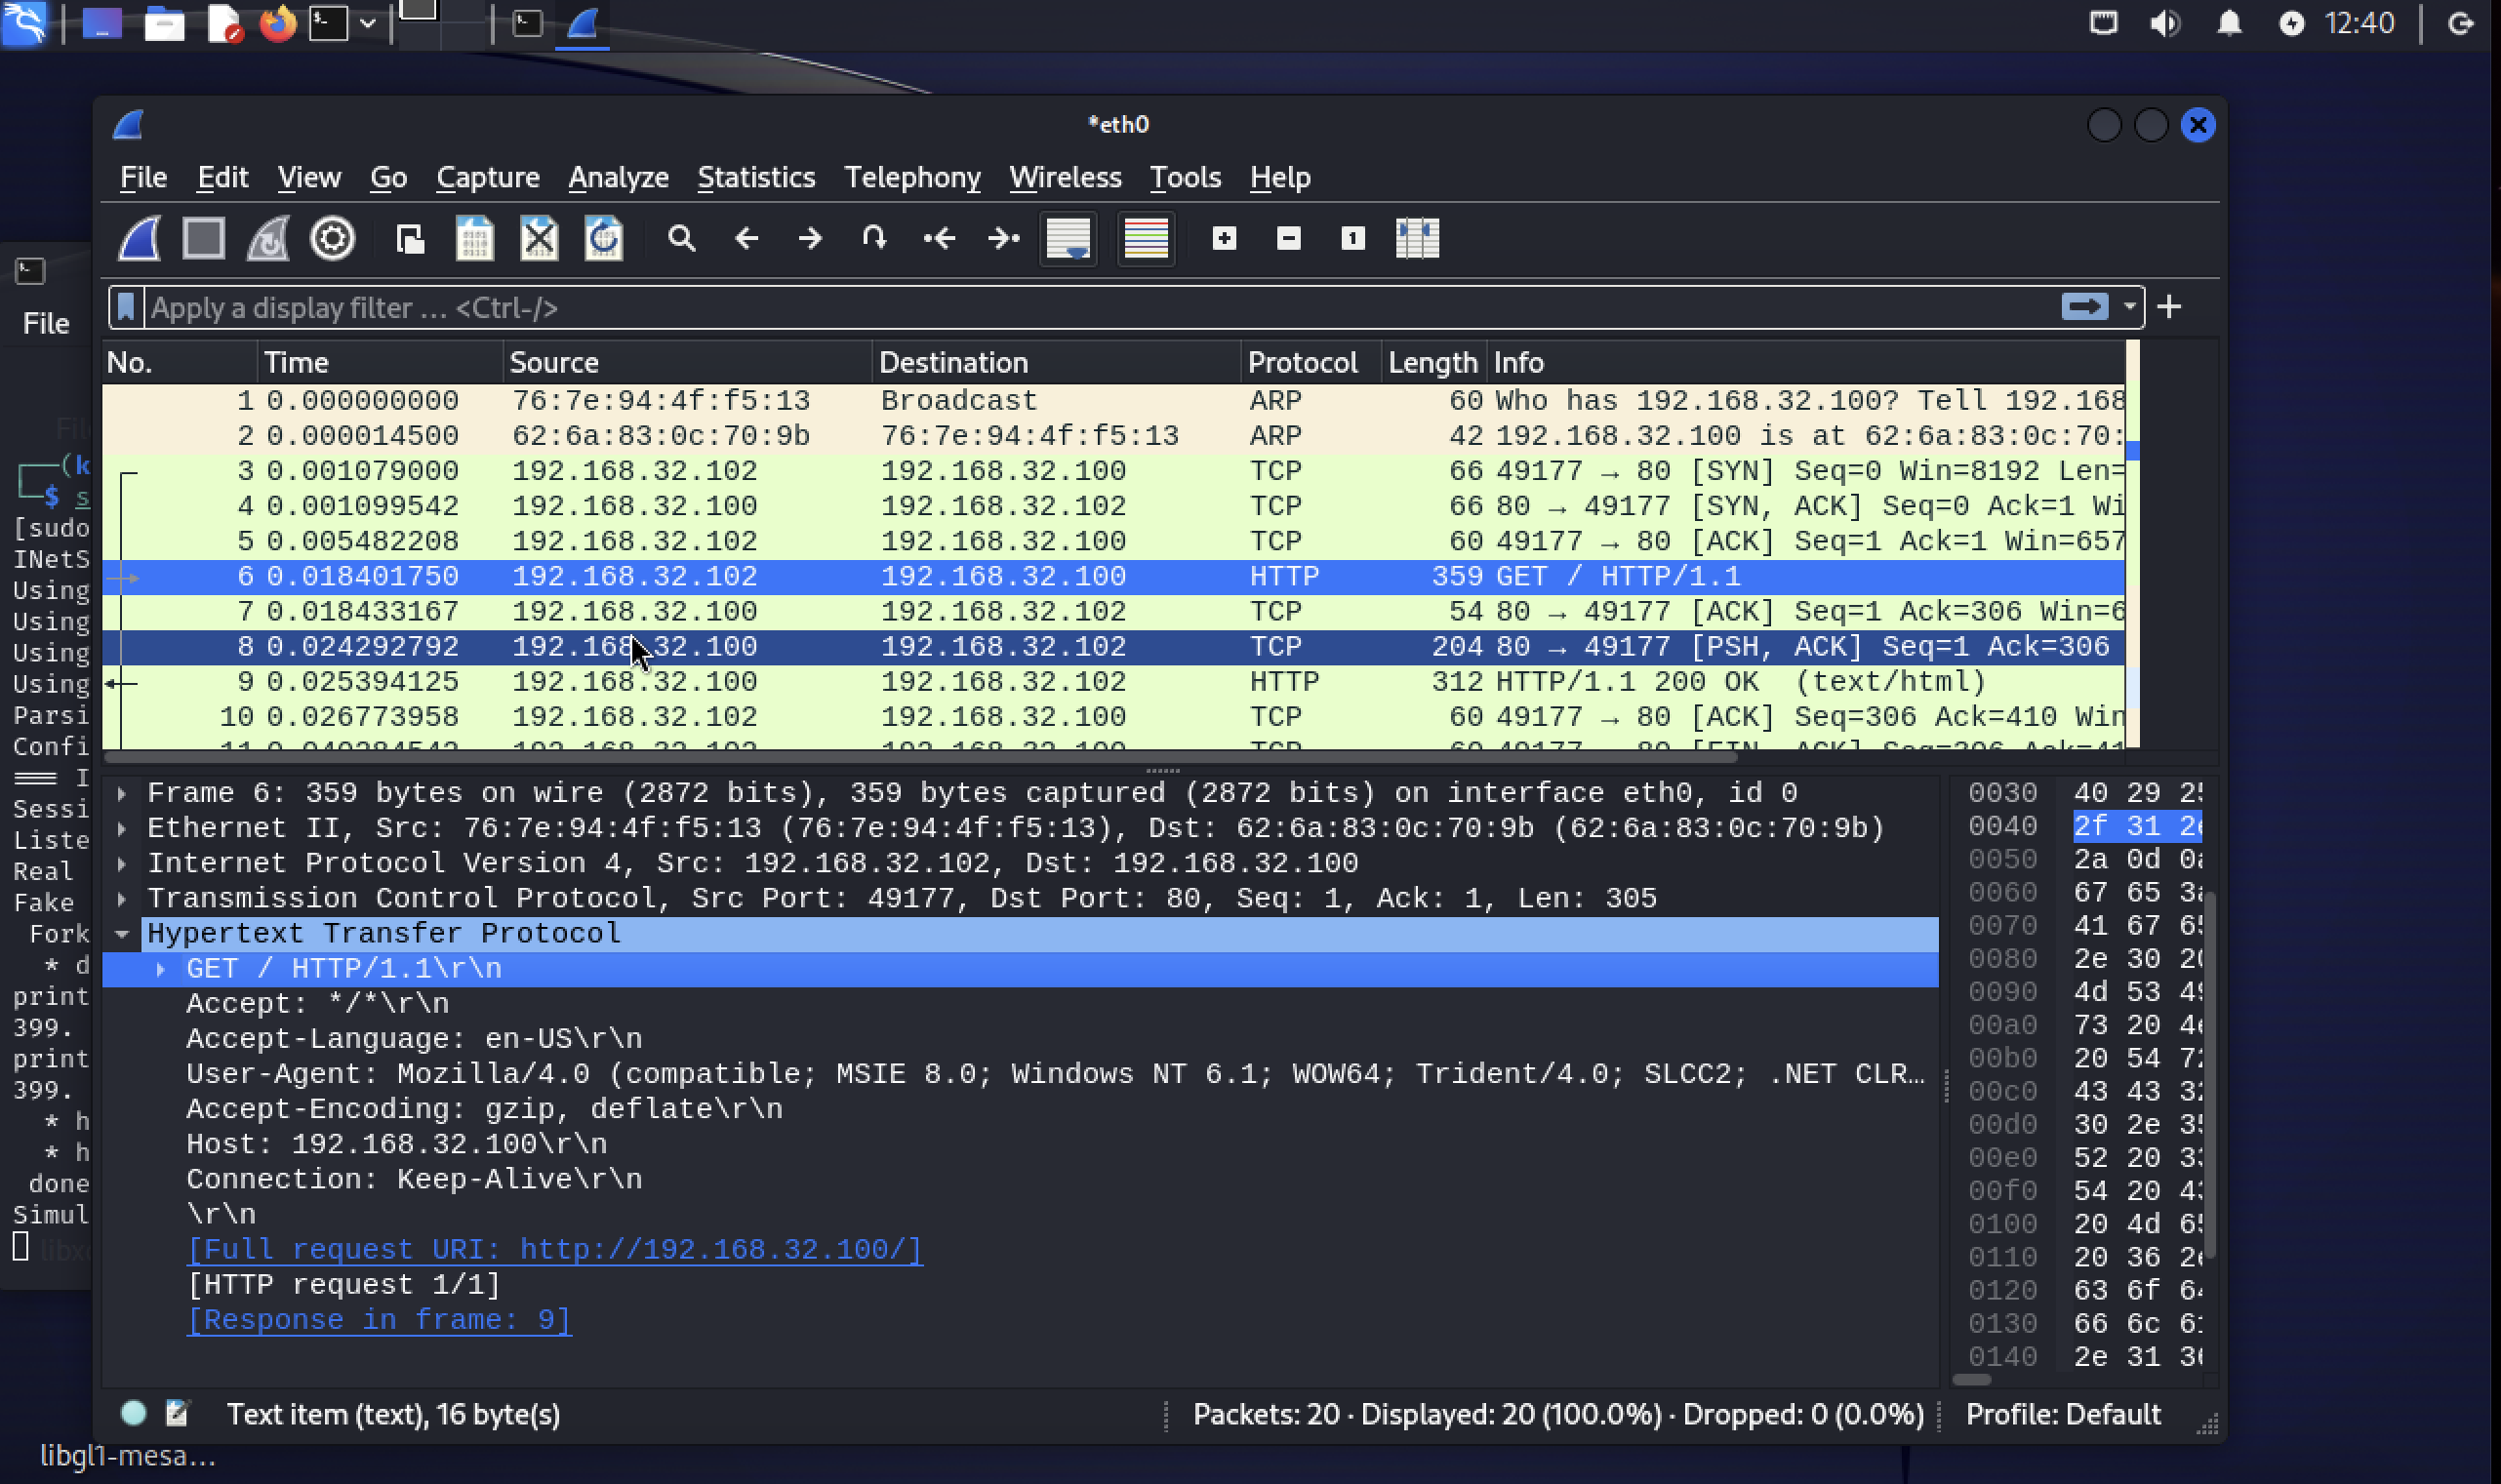 12:40
*eth0
File Edit View Go Capture Analyze Statistics Telephony Wireless Tools Help
Apply a display filter … <Ctrl-/>
No. Time Source Destination Protocol Length Info
1 0.000000000 76:7e:94:4f:f5:13 Broadcast ARP 60 Who has 192.168.32.100? Tell 192.168
2 0.000014500 62:6a:83:0c:70:9b 76:7e:94:4f:f5:13 ARP 42 192.168.32.100 is at 62:6a:83:0c:70:
3 0.001079000 192.168.32.102 192.168.32.100 TCP 66 49177 → 80 [SYN] Seq=0 Win=8192 Len=
4 0.001099542 192.168.32.100 192.168.32.102 TCP 66 80 → 49177 [SYN, ACK] Seq=0 Ack=1 Wi
5 0.005482208 192.168.32.102 192.168.32.100 TCP 60 49177 → 80 [ACK] Seq=1 Ack=1 Win=657
6 0.018401750 192.168.32.102 192.168.32.100 HTTP 359 GET / HTTP/1.1
7 0.018433167 192.168.32.100 192.168.32.102 TCP 54 80 → 49177 [ACK] Seq=1 Ack=306 Win=6
8 0.024292792 192.168.32.100 192.168.32.102 TCP 204 80 → 49177 [PSH, ACK] Seq=1 Ack=306
9 0.025394125 192.168.32.100 192.168.32.102 HTTP 312 HTTP/1.1 200 OK (text/html)
10 0.026773958 192.168.32.102 192.168.32.100 TCP 60 49177 → 80 [ACK] Seq=306 Ack=410 Win
Frame 6: 359 bytes on wire (2872 bits), 359 bytes captured (2872 bits) on interface eth0, id 0
Ethernet II, Src: 76:7e:94:4f:f5:13 (76:7e:94:4f:f5:13), Dst: 62:6a:83:0c:70:9b (62:6a:83:0c:70:9b)
Internet Protocol Version 4, Src: 192.168.32.102, Dst: 192.168.32.100
Transmission Control Protocol, Src Port: 49177, Dst Port: 80, Seq: 1, Ack: 1, Len: 305
Hypertext Transfer Protocol
GET / HTTP/1.1\r\n
Accept: */*\r\n
Accept-Language: en-US\r\n
User-Agent: Mozilla/4.0 (compatible; MSIE 8.0; Windows NT 6.1; WOW64; Trident/4.0; SLCC2; .NET CLR…
Accept-Encoding: gzip, deflate\r\n
Host: 192.168.32.100\r\n
Connection: Keep-Alive\r\n
\r\n
[Full request URI: http://192.168.32.100/]
[HTTP request 1/1]
[Response in frame: 9]
0030 40 29
0040 2f 31
0050 2a 0d
0060 67 65
0070 41 67
0080 2e 30
0090 4d 53
00a0 73 20
00b0 20 54
00c0 43 43
00d0 30 2e
00e0 52 20
00f0 54 20
0100 20 4d
0110 20 36
0120 63 6f
0130 66 6c
0140 2e 31
Text item (text), 16 byte(s)
Packets: 20 · Displayed: 20 (100.0%) · Dropped: 0 (0.0%)
Profile: Default
File
(k
$ s
[sudo
INetS
Using
Using
Using
Using
Parsi
Confi
I
Sessi
Liste
Real
Fake
Fork
* d
print
399.
print
399.
* h
* h
done
Simul
libgl1-mesa…